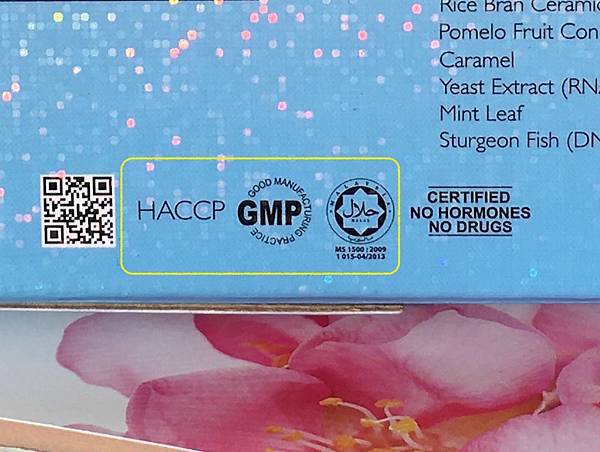 Rice Bran Ceramic
Pomelo Fruit Con
Caramel
Yeast Extract (RN
Mint Leaf
Sturgeon Fish (DN
HACCP
GOOD MANUFACTURING PRACTICE
GMP
MALAYSIA
حلال
HALAL
MS 1500 : 2009
1 015-04/2013
CERTIFIED
NO HORMONES
NO DRUGS